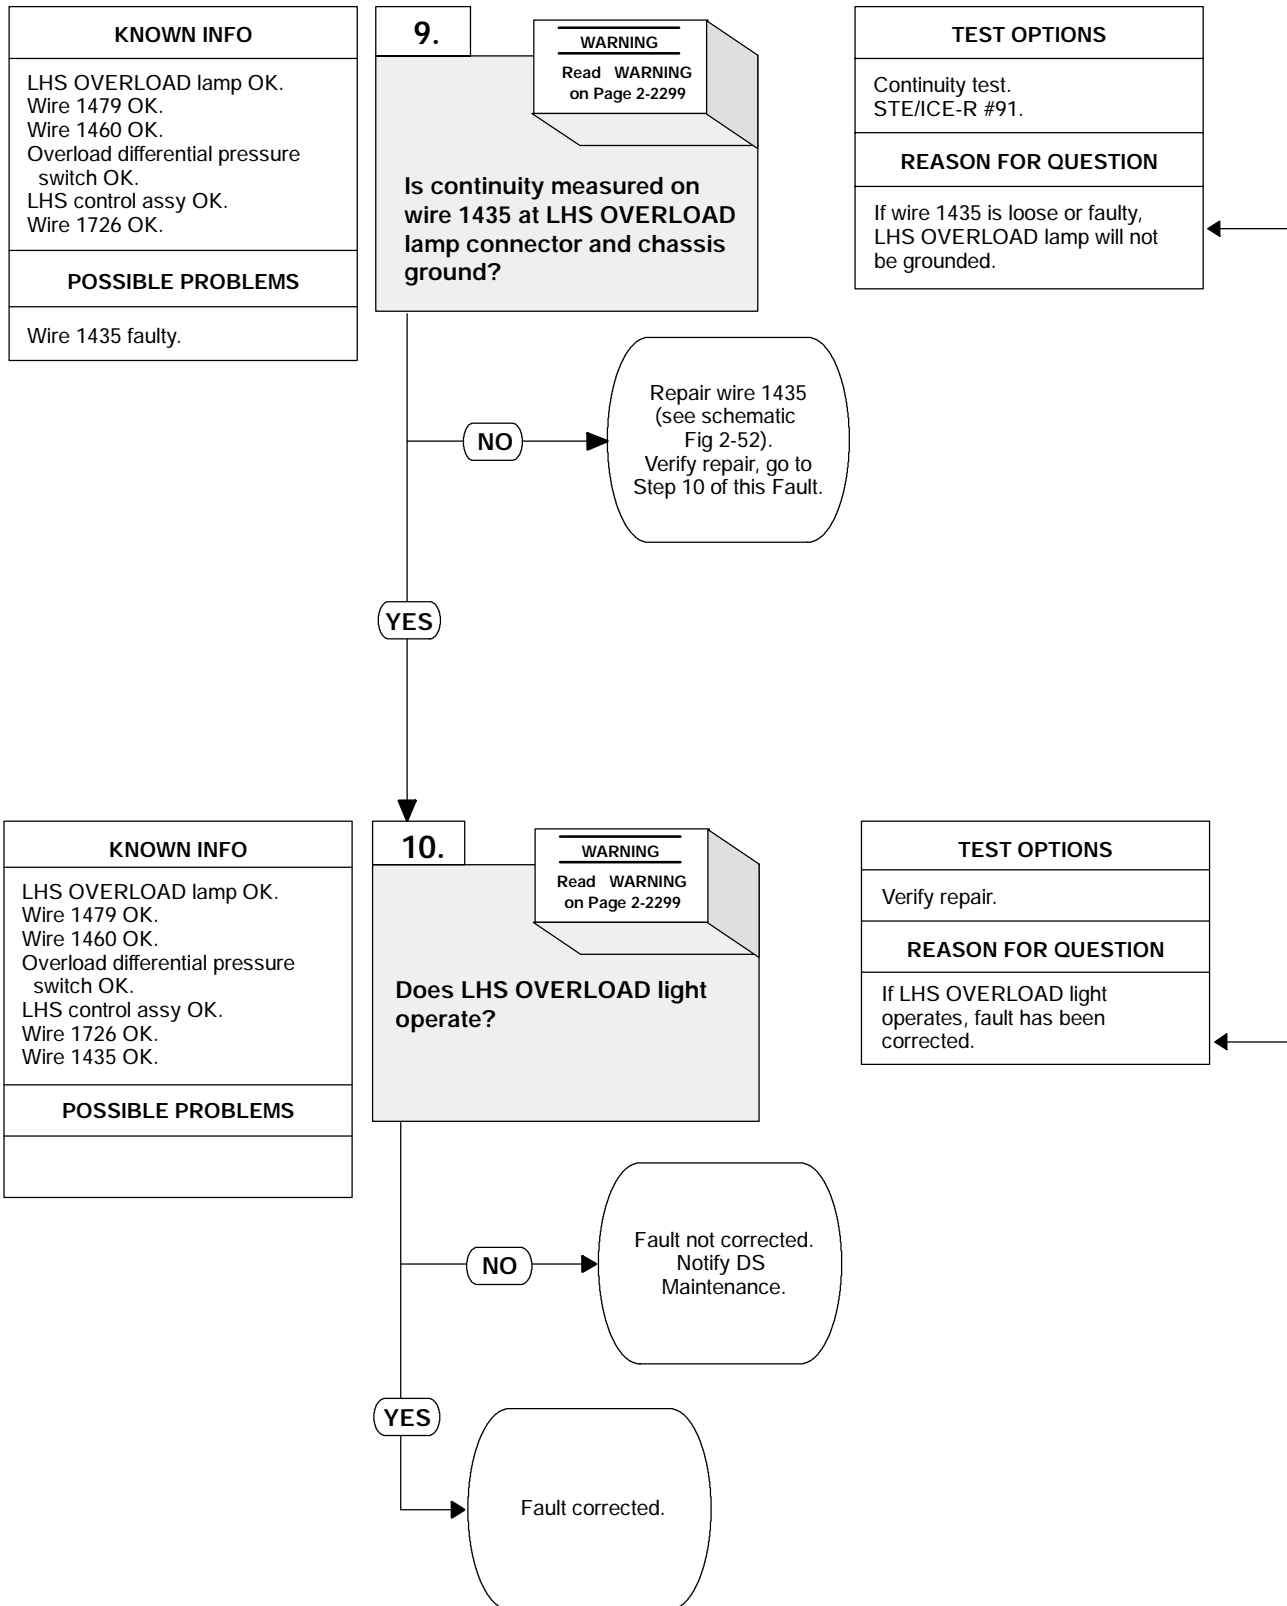 KNOWN INFO
LHS OVERLOAD lamp OK.
Wire 1479 OK.
Wire 1460 OK.
Overload differential pressure
switch OK.
LHS control assy OK.
Wire 1726 OK.
POSSIBLE PROBLEMS
Wire 1435 faulty.
9.
WARNING
Read WARNING
on Page 2-2299
Is continuity measured on
wire 1435 at LHS OVERLOAD
lamp connector and chassis
ground?
TEST OPTIONS
Continuity test.
STE/ICE-R #91.
REASON FOR QUESTION
If wire 1435 is loose or faulty,
LHS OVERLOAD lamp will not
be grounded.
NO
Repair wire 1435
(see schematic
Fig 2-52).
Verify repair, go to
Step 10 of this Fault.
YES
KNOWN INFO
LHS OVERLOAD lamp OK.
Wire 1479 OK.
Wire 1460 OK.
Overload differential pressure
switch OK.
LHS control assy OK.
Wire 1726 OK.
Wire 1435 OK.
POSSIBLE PROBLEMS
10.
WARNING
Read WARNING
on Page 2-2299
Does LHS OVERLOAD light
operate?
TEST OPTIONS
Verify repair.
REASON FOR QUESTION
If LHS OVERLOAD light
operates, fault has been
corrected.
NO
Fault not corrected.
Notify DS
Maintenance.
YES
Fault corrected.